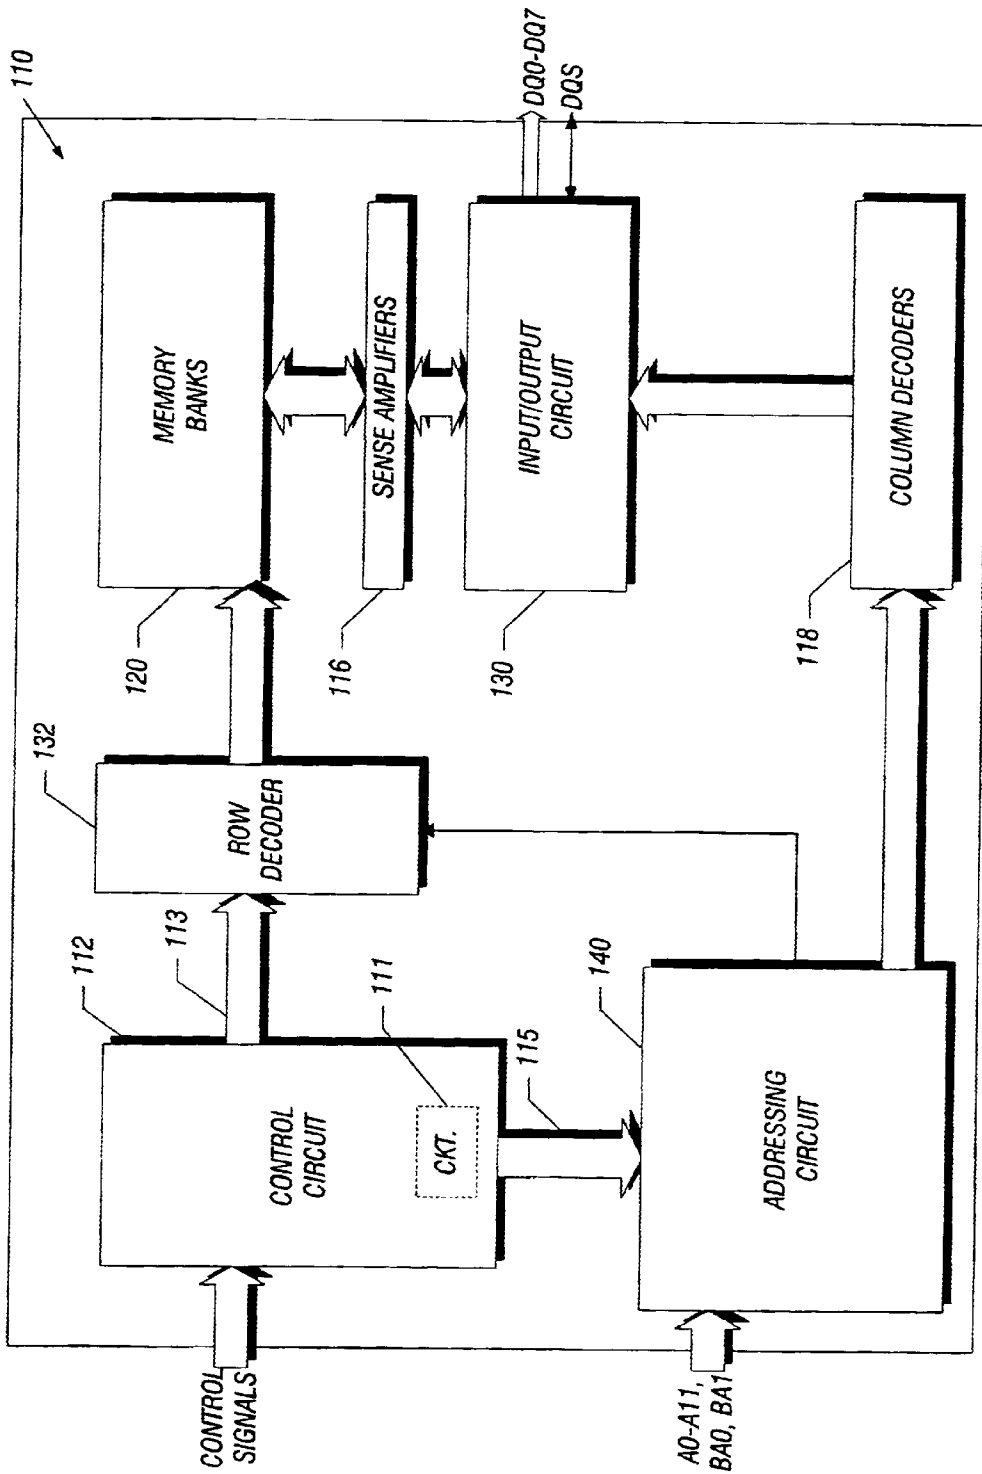 110
CONTROL
SIGNALS
112
CONTROL
CIRCUIT
111
CKT.
113
132
ROW
DECODER
120
MEMORY
BANKS
116
SENSE AMPLIFIERS
130
INPUT/OUTPUT
CIRCUIT
DQ0-DQ7
DQS
115
A0-A11,
BA0, BA1
140
ADDRESSING
CIRCUIT
118
COLUMN DECODERS